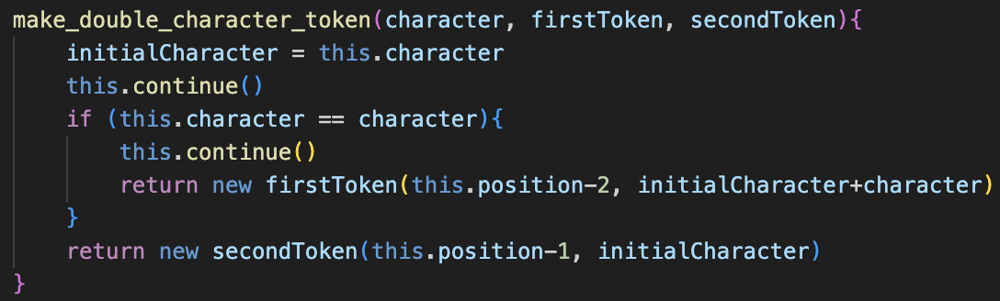 make_double_character_token(character, firstToken, secondToken){
    initialCharacter = this.character
    this.continue()
    if (this.character == character){
        this.continue()
        return new firstToken(this.position-2, initialCharacter+character)
    }
    return new secondToken(this.position-1, initialCharacter)
}